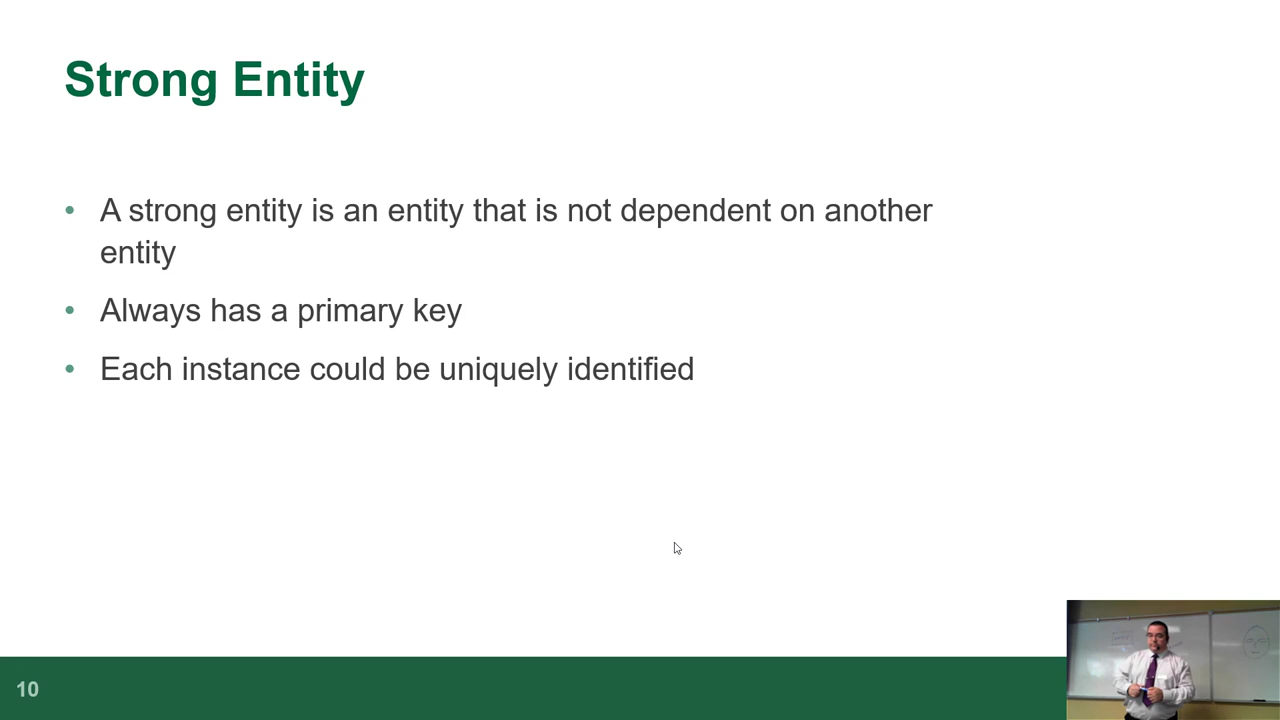 Strong Entity
• A strong entity is an entity that is not dependent on another
entity
• Always has a primary key
• Each instance could be uniquely identified
10